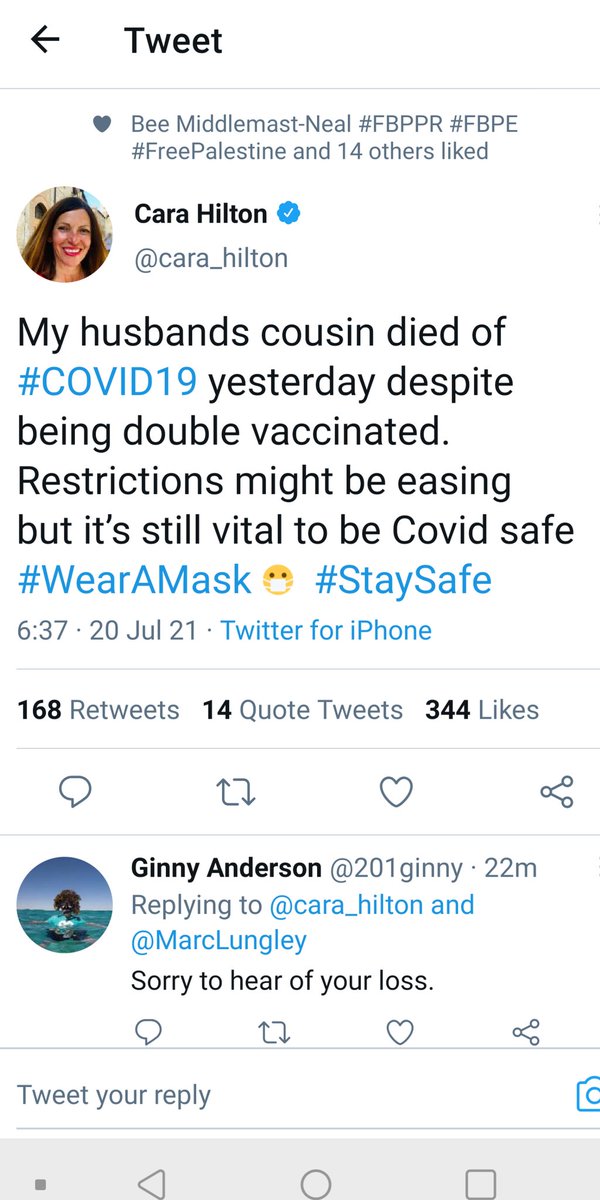 Tweet
Bee Middlemast-Neal #FBPPR #FBPE
#FreePalestine and 14 others liked
Cara Hilton
@cara_hilton
My husbands cousin died of
#COVID19 yesterday despite
being double vaccinated.
Restrictions might be easing
but it’s still vital to be Covid safe
#WearAMask😷 #StaySafe
6:37 · 20 Jul 21 · Twitter for iPhone
168 Retweets 14 Quote Tweets 344 Likes
Ginny Anderson @201ginny · 22m
Replying to @cara_hilton and
@MarcLungley
Sorry to hear of your loss.
Tweet your reply